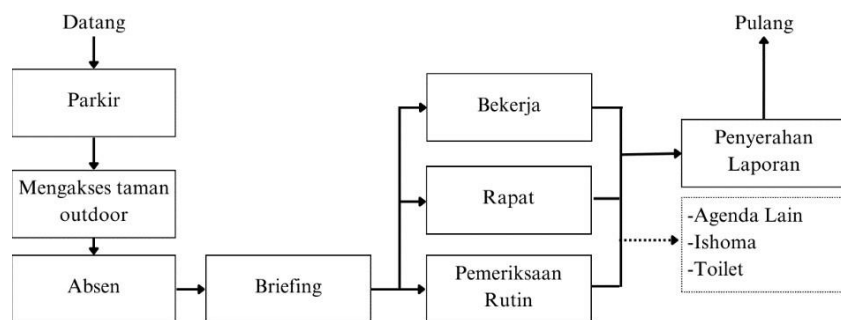 Datang
Parkir
Mengakses taman
outdoor
Absen
Briefing
Bekerja
Rapat
Pemeriksaan
Rutin
Pulang
Penyerahan
Laporan
-Agenda Lain
-Ishoma
-Toilet